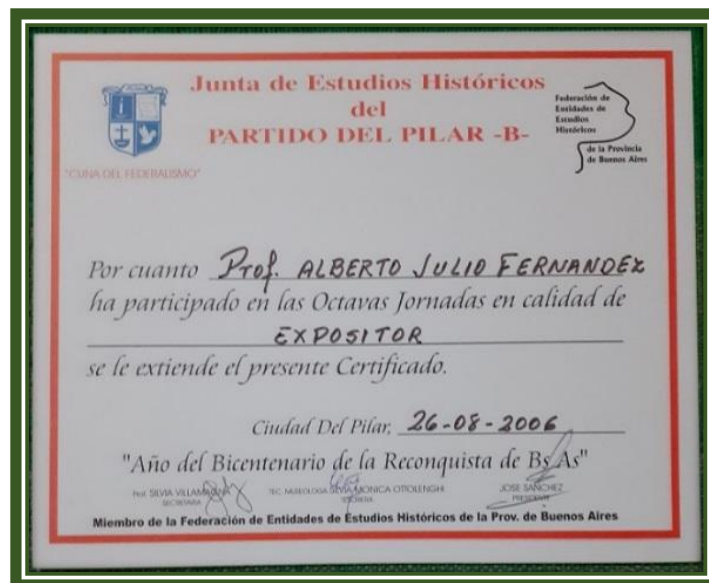 Junta de Estudios Históricos
del
PARTIDO DEL PILAR -B-
"CUNA DEL FEDERALISMO"
Federación de
Entidades de
Estudios
Históricos
de la Provincia
de Buenos Aires
Por cuanto Prof. ALBERTO JULIO FERNANDEZ
ha participado en las Octavas Jornadas en calidad de
EXPOSITOR
se le extiende el presente Certificado.
Ciudad Del Pilar, 26-08-2006
"Año del Bicentenario de la Reconquista de Bs As"
Prof. SILVIA VILLAMAGNA
SECRETARIA
TEC. MUSEOLOGA SILVIA MONICA OTTOLENGHI
TESORERA
JOSE SANCHEZ
PRESIDENTE
Miembro de la Federación de Entidades de Estudios Históricos de la Prov. de Buenos Aires